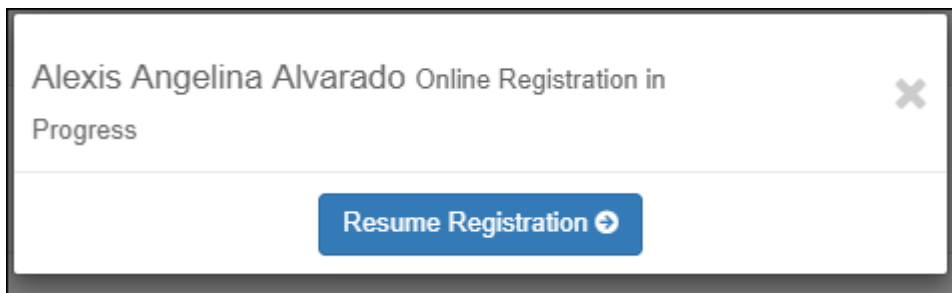 Alexis Angelina Alvarado Online Registration in
Progress
Resume Registration